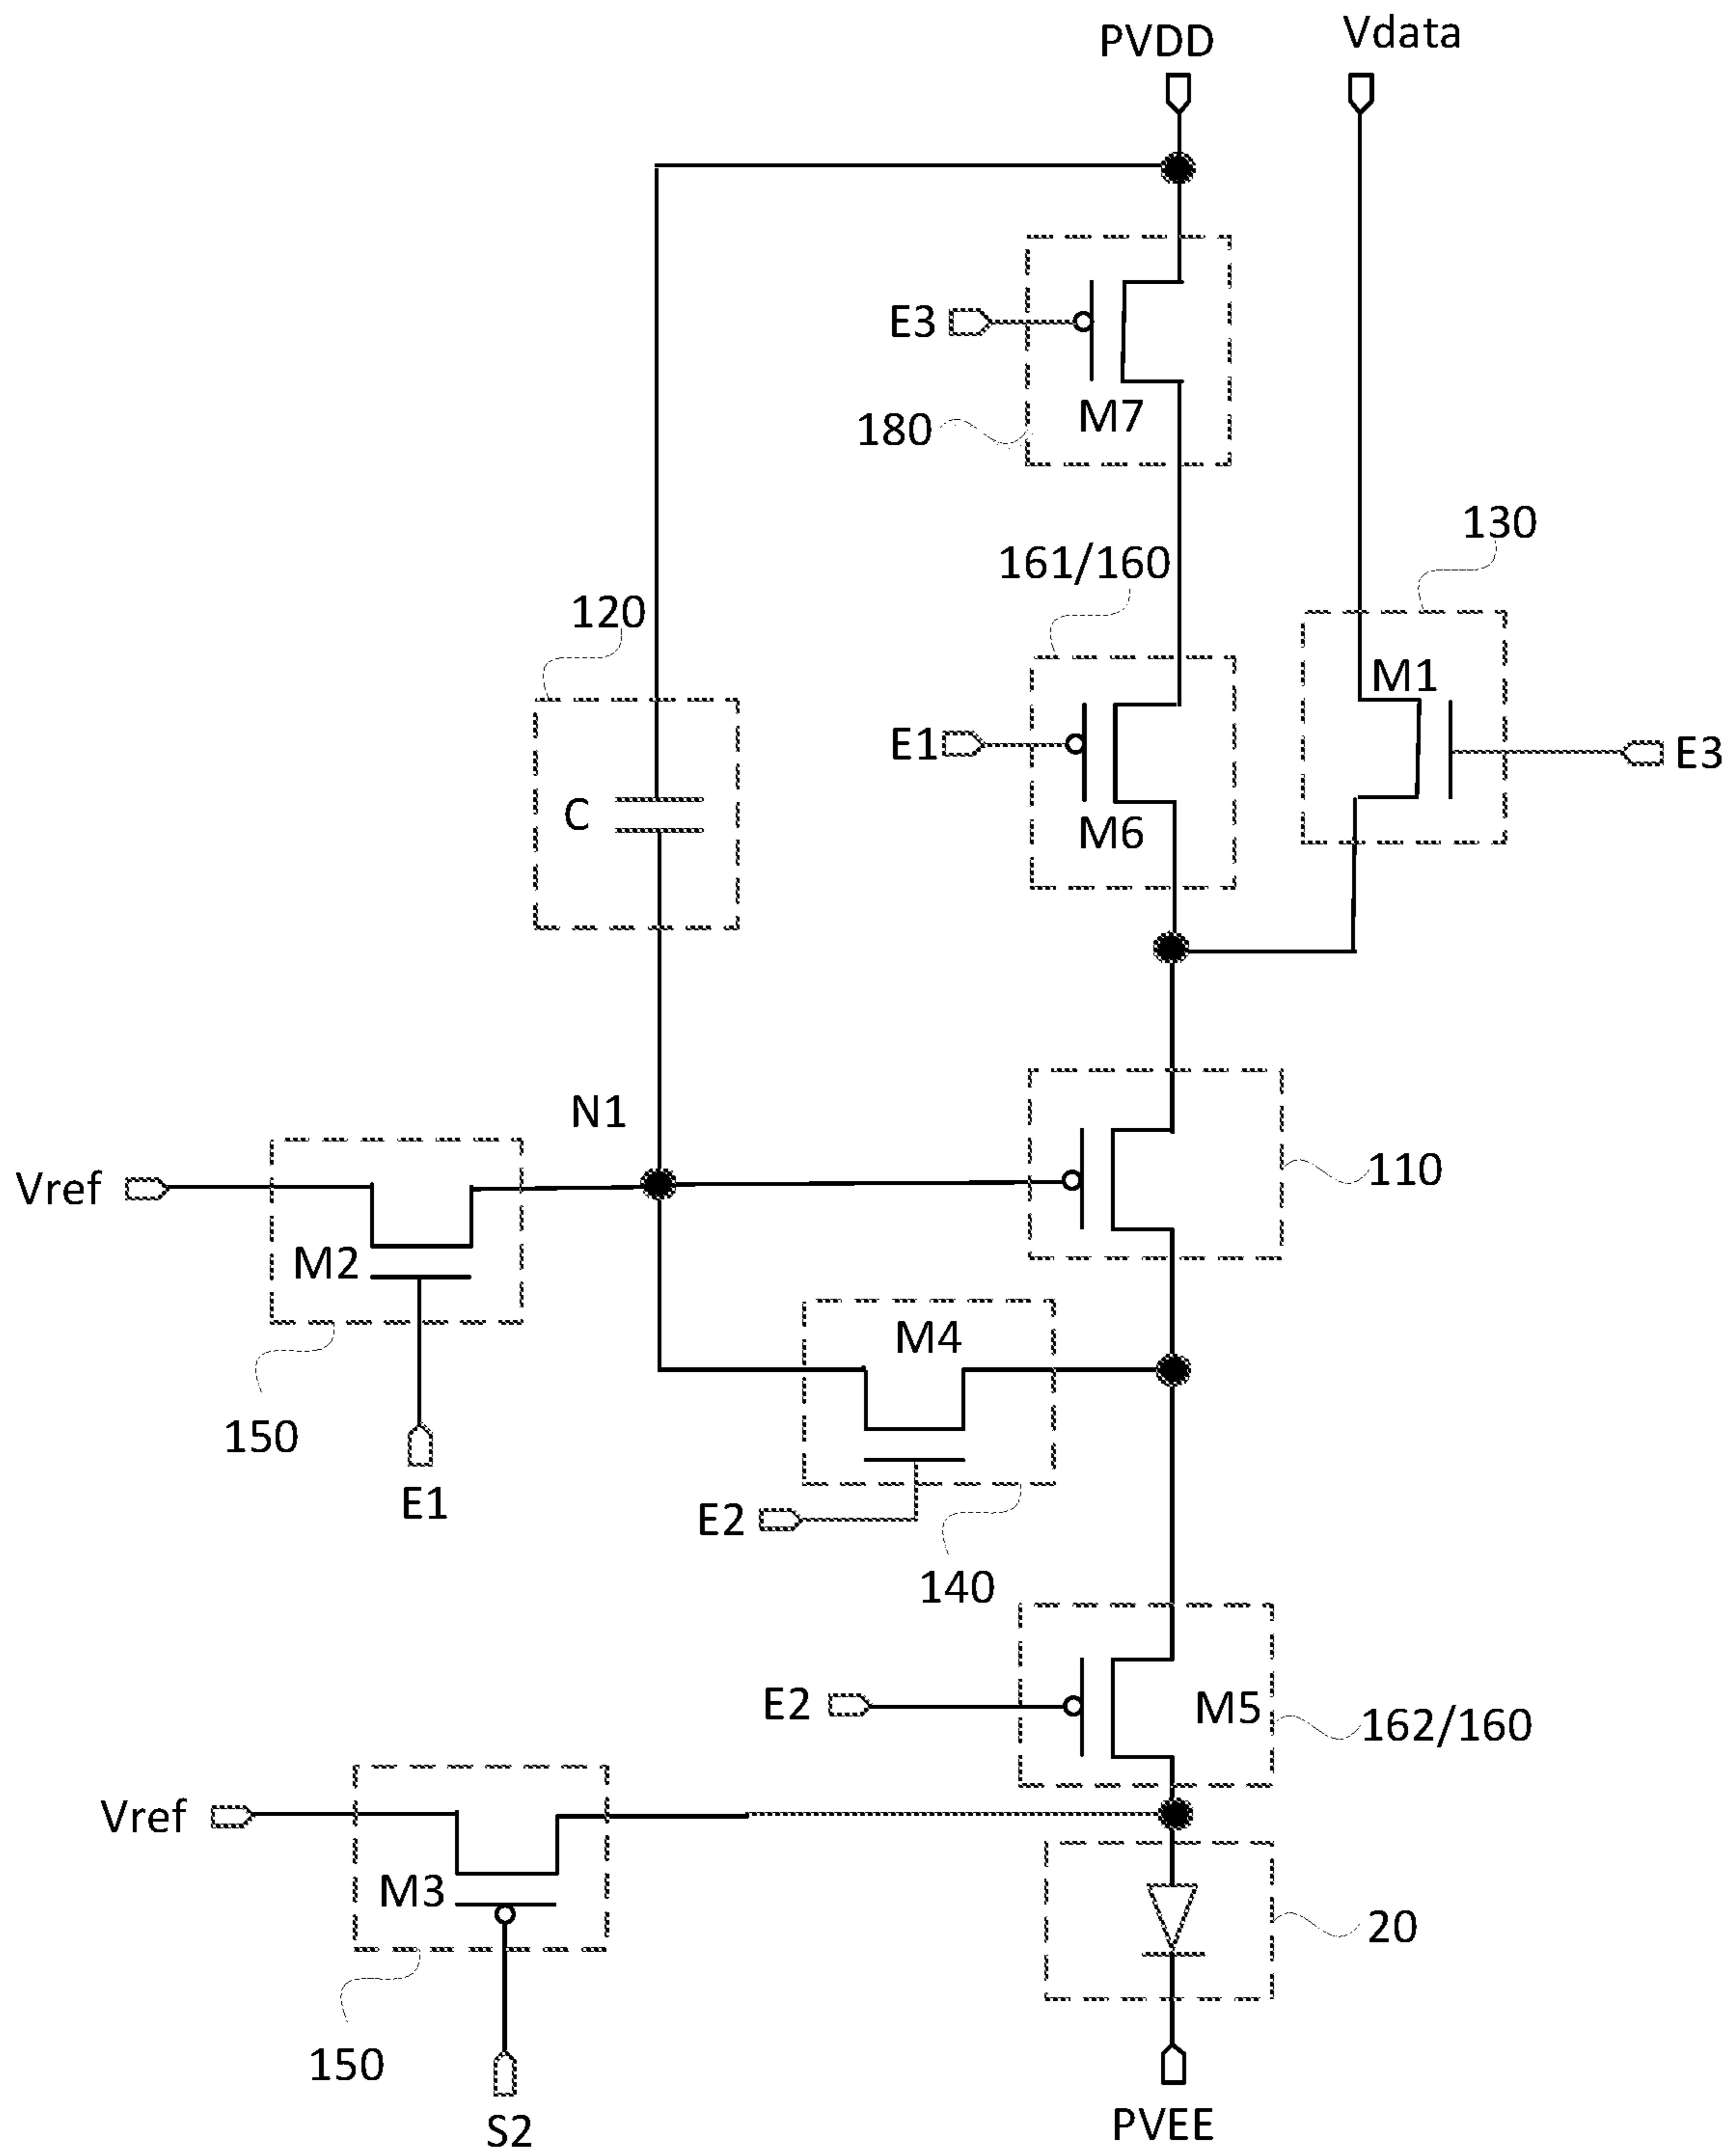 PVDD
Vdata
E3
M7
180
130
161/160
120
M1
E1
E3
C
M6
N1
110
Vref
M2
M4
150
E1
E2
140
E2
M5
162/160
Vref
M3
20
150
S2
PVEE